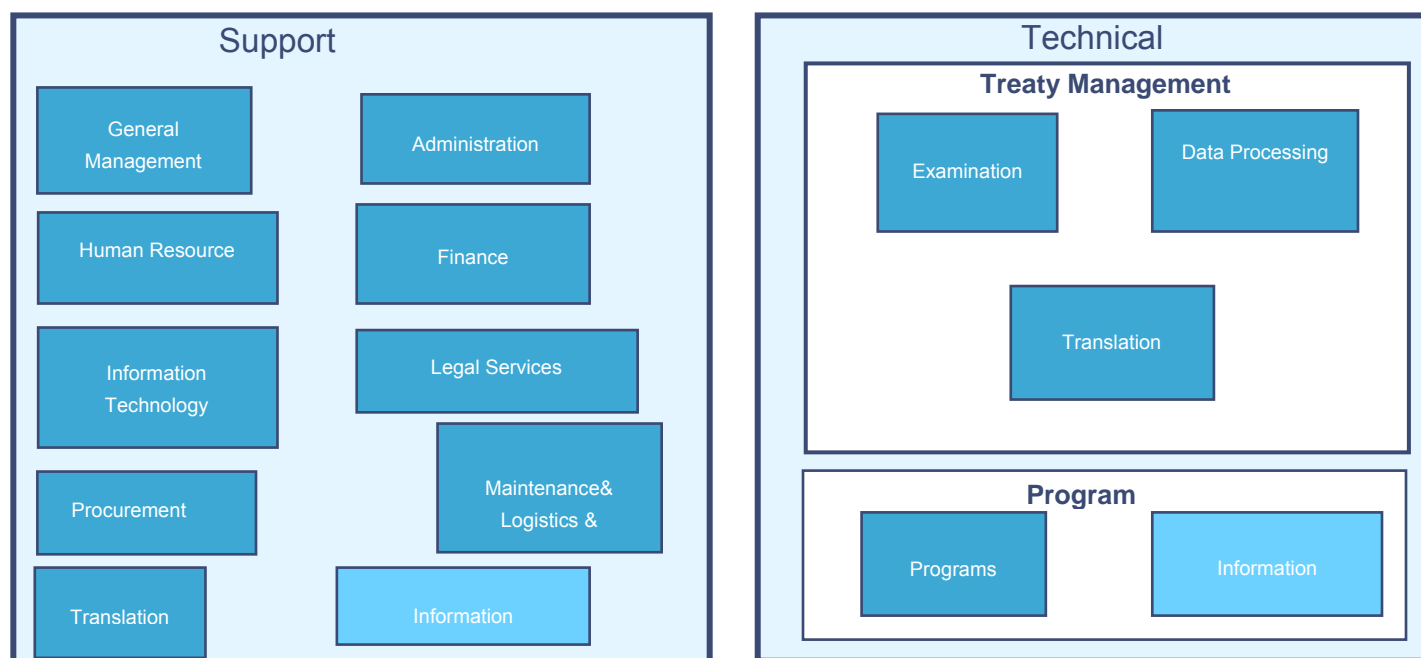 Support
General
Management
Administration
Human Resource
Finance
Information
Technology
Legal Services
Procurement
Maintenance&
Logistics &
Translation
Information
Technical
Treaty Management
Examination
Data Processing
Translation
Program
Programs
Information